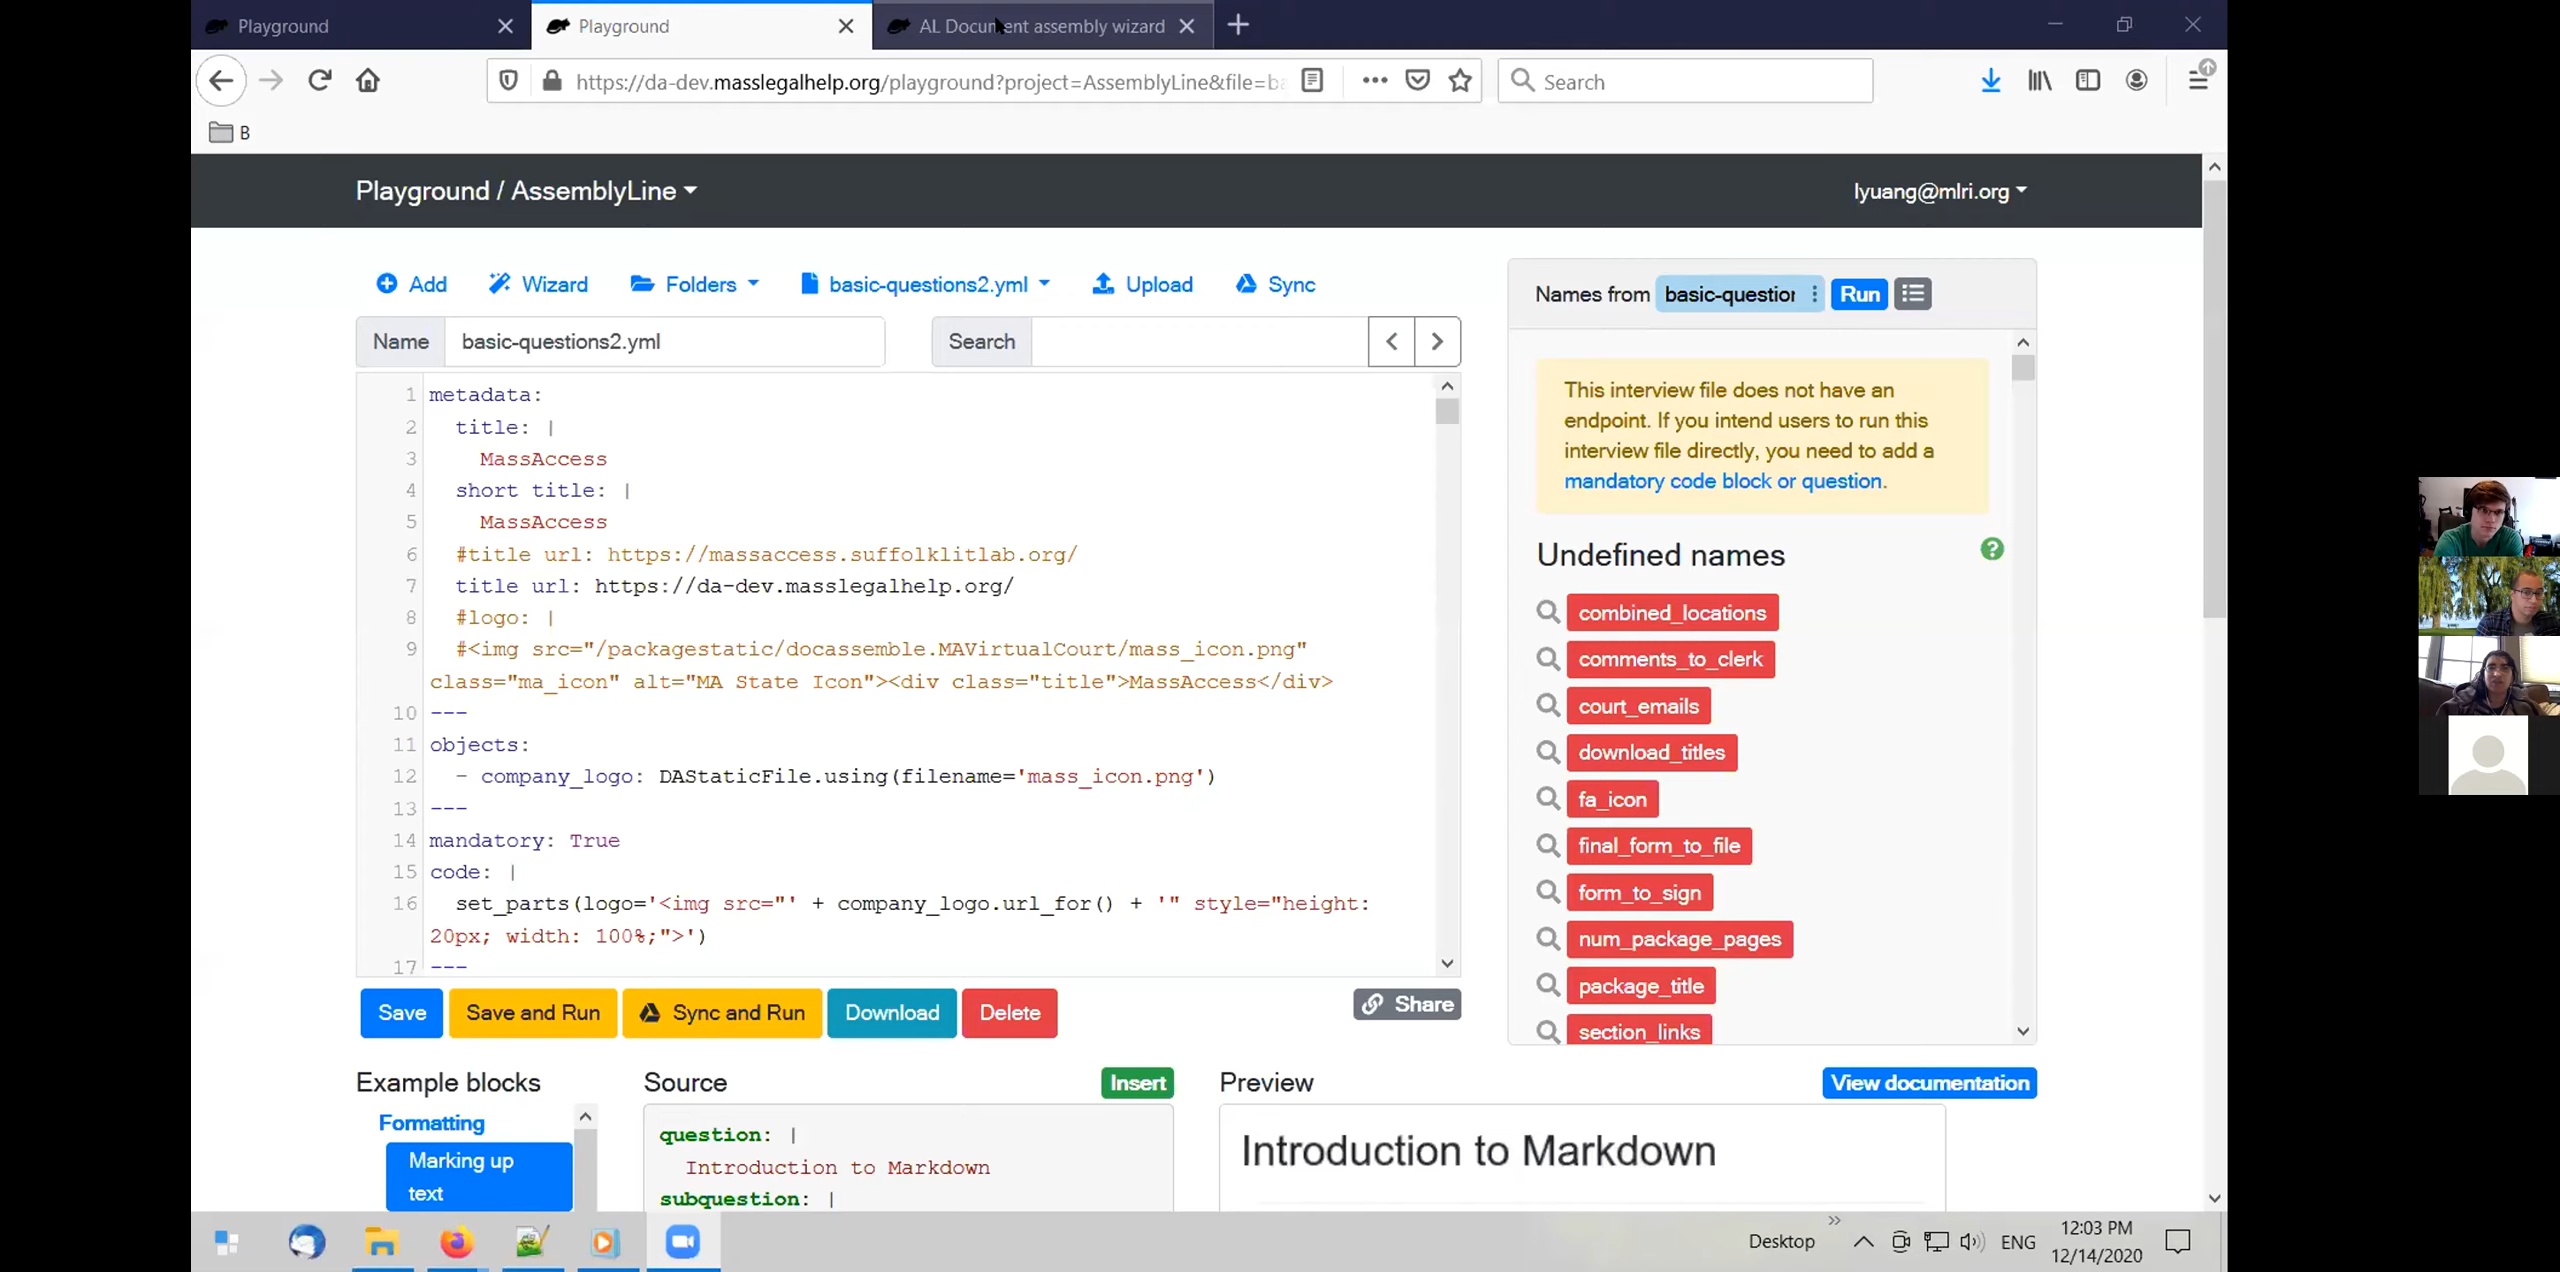 Playground
Playground
AL Document assembly wizard
https://da-dev.masslegalhelp.org/playground?project=AssemblyLine&file=ba
Search
B
Playground / AssemblyLine
lyuang@mlri.org
Add
Wizard
Folders
basic-questions2.yml
Upload
Sync
Name
basic-questions2.yml
Search
1 metadata:
2 title: |
3 MassAccess
4 short title: |
5 MassAccess
6 #title url: https://massaccess.suffolklitlab.org/
7 title url: https://da-dev.masslegalhelp.org/
8 #logo: |
9 #<img src="/packagestatic/docassemble.MAVirtualCourt/mass_icon.png"
class="ma_icon" alt="MA State Icon"><div class="title">MassAccess</div>
10 ---
11 objects:
12 - company_logo: DAStaticFile.using(filename='mass_icon.png')
13 ---
14 mandatory: True
15 code: |
16 set_parts(logo='<img src="' + company_logo.url_for() + '" style="height:
20px; width: 100%;">')
17 ---
Save
Save and Run
Sync and Run
Download
Delete
Share
Names from
basic-question
Run
This interview file does not have an
endpoint. If you intend users to run this
interview file directly, you need to add a
mandatory code block or question.
Undefined names
combined_locations
comments_to_clerk
court_emails
download_titles
fa_icon
final_form_to_file
form_to_sign
num_package_pages
package_title
section_links
Example blocks
Formatting
Marking up
text
Source
Insert
question: |
Introduction to Markdown
subquestion: |
Preview
View documentation
Introduction to Markdown
Desktop
ENG
12:03 PM
12/14/2020